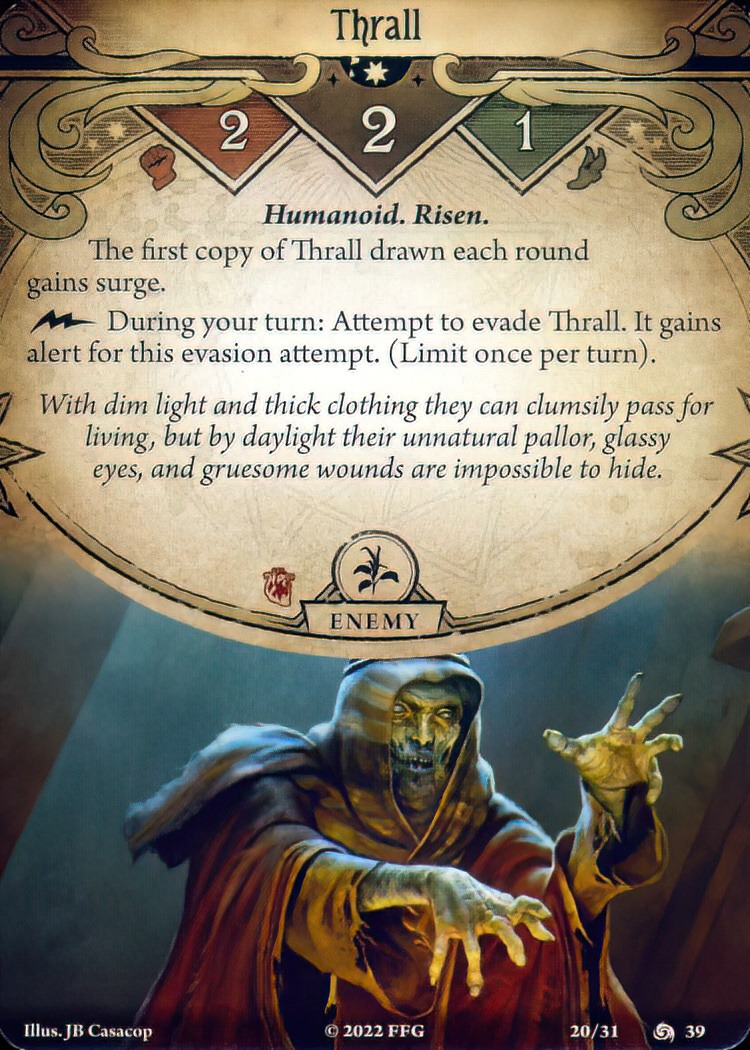 Thrall
2 2 1
Humanoid. Risen.
The first copy of Thrall drawn each round
gains surge.
During your turn: Attempt to evade Thrall. It gains
alert for this evasion attempt. (Limit once per turn).
With dim light and thick clothing they can clumsily pass for
living, but by daylight their unnatural pallor, glassy
eyes, and gruesome wounds are impossible to hide.
ENEMY
Illus. JB Casacop © 2022 FFG 20/31 39